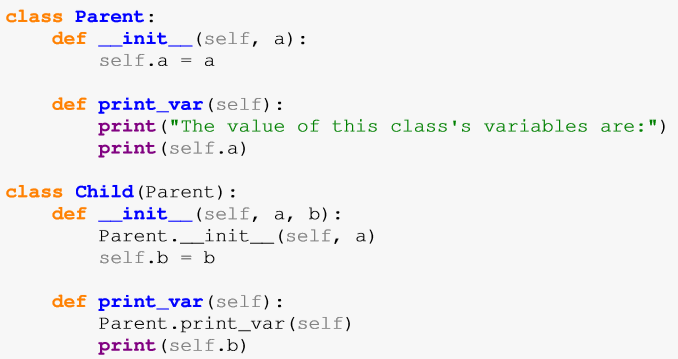 class Parent:
    def __init__(self, a):
        self.a = a
    def print_var(self):
        print("The value of this class's variables are:")
        print(self.a)
class Child(Parent):
    def __init__(self, a, b):
        Parent.__init__(self, a)
        self.b = b
    def print_var(self):
        Parent.print_var(self)
        print(self.b)